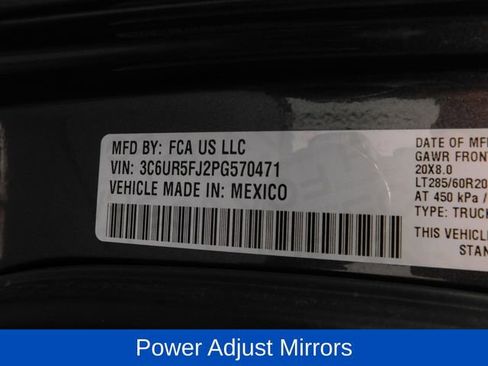 MFD BY: FCA US LLC
VIN: 3C6UR5FJ2PG570471
VEHICLE MADE IN: MEXICO
DATE OF MF
GAWR FRONT
20X8.0
LT285/60R20
AT 450 kPa /
TYPE: TRUCK
THIS VEHICLE
STAN
Power Adjust Mirrors